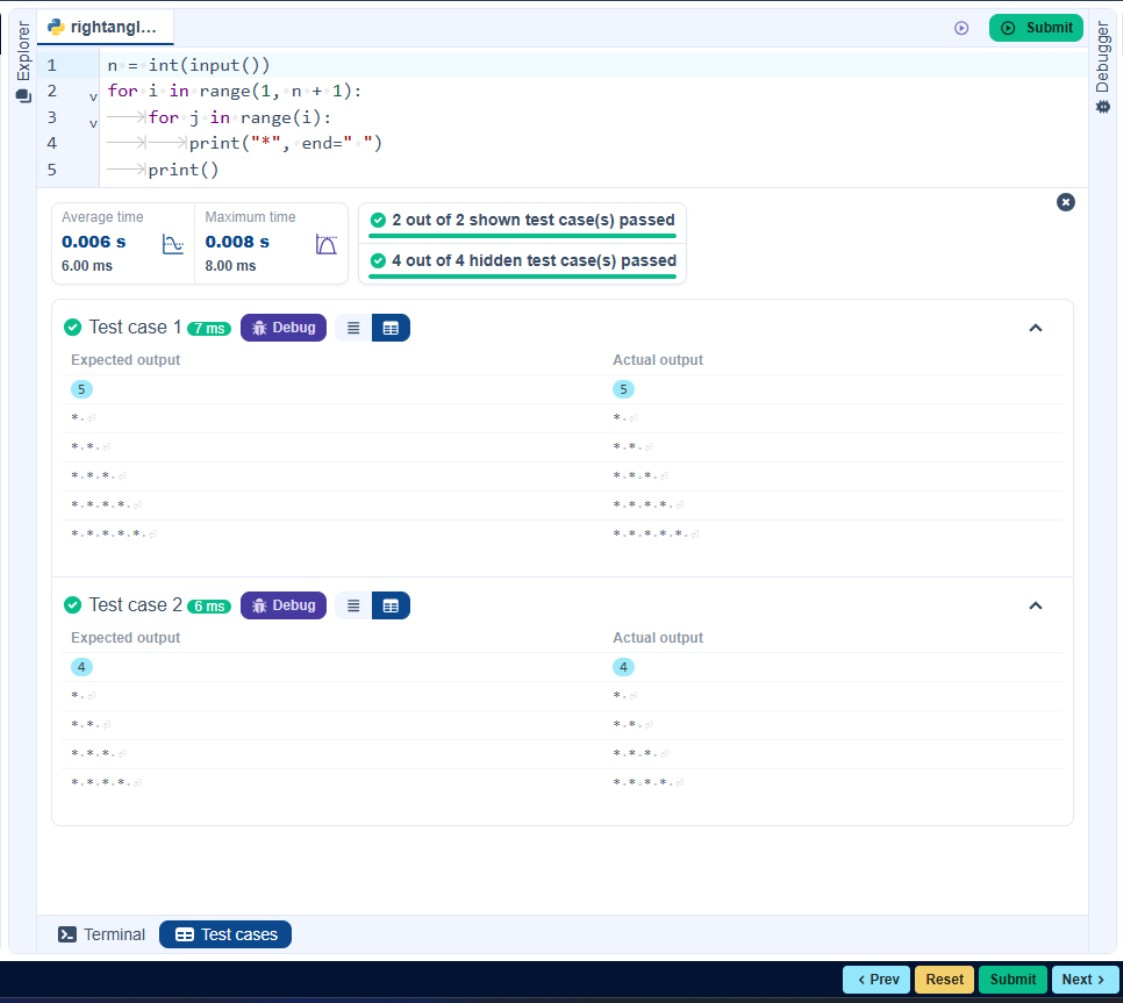 Explorer
rightangl...
Submit
Debugger
1 n = int(input())
2 for i in range(1, n + 1):
3 for j in range(i):
4 print("*", end=" ")
5 print()
Average time
0.006 s
6.00 ms
Maximum time
0.008 s
8.00 ms
2 out of 2 shown test case(s) passed
4 out of 4 hidden test case(s) passed
Test case 1 7 ms Debug
Expected output Actual output
5 5
* *
* * * *
* * * * * *
* * * * * * * *
* * * * * * * * * *
Test case 2 6 ms Debug
Expected output Actual output
4 4
* *
* * * *
* * * * * *
* * * * * * * *
Terminal Test cases
< Prev Reset Submit Next >